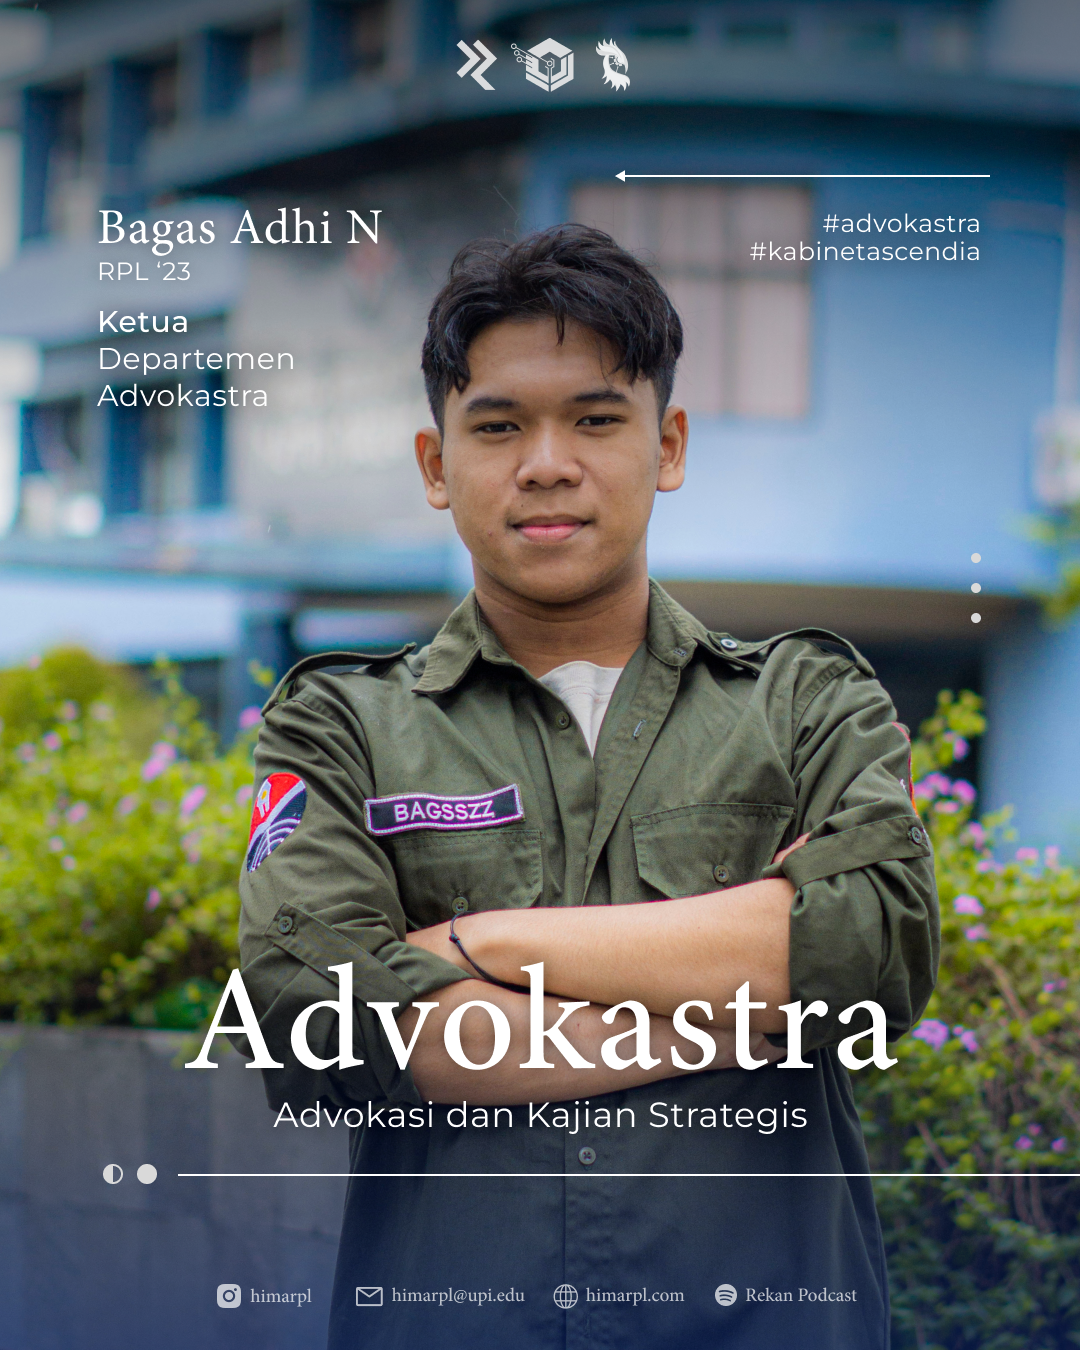 Bagas Adhi N
RPL ‘23
Ketua
Departemen
Advokastra
#advokastra
#kabinetascendia
BAGSSZZ
Advokastra
Advokasi dan Kajian Strategis
himarpl
himarpl@upi.edu
himarpl.com
Rekan Podcast